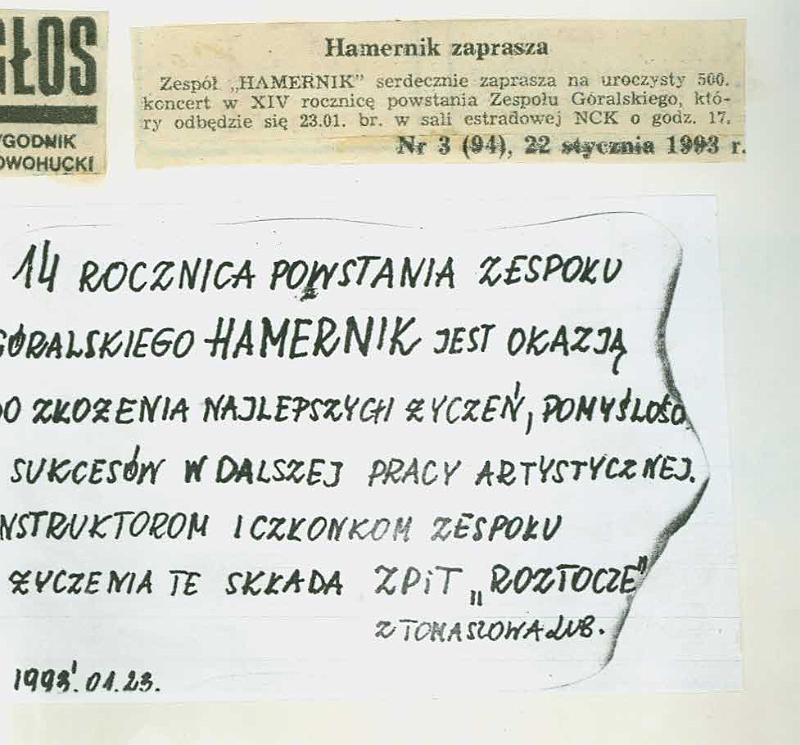 GŁOS
YGODNIK
OWOHUCKI
Hamernik zaprasza
Zespół „HAMERNIK” serdecznie zaprasza na uroczysty 500.
koncert w XIV rocznicę powstania Zespołu Góralskiego, któ-
ry odbędzie się 23.01. br. w sali estradowej NCK o godz. 17.
Nr 3 (94), 22 stycznia 1993 r.
14 ROCZNICA POWSTANIA ZESPOŁU
GÓRALSKIEGO HAMERNIK JEST OKAZJĄ
DO ZŁOŻENIA NAJLEPSZYCH ŻYCZEŃ, POMYŚLOŚC
SUKCESÓW W DALSZEJ PRACY ARTYSTYCZNEJ.
NSTRUKTOROM I CZŁONKOM ZESPOŁU
ŻYCZENIA TE SKŁADA ZPiT „ROZTOCZE”
Z TOMASZOWA LUB.
1993.01.23.